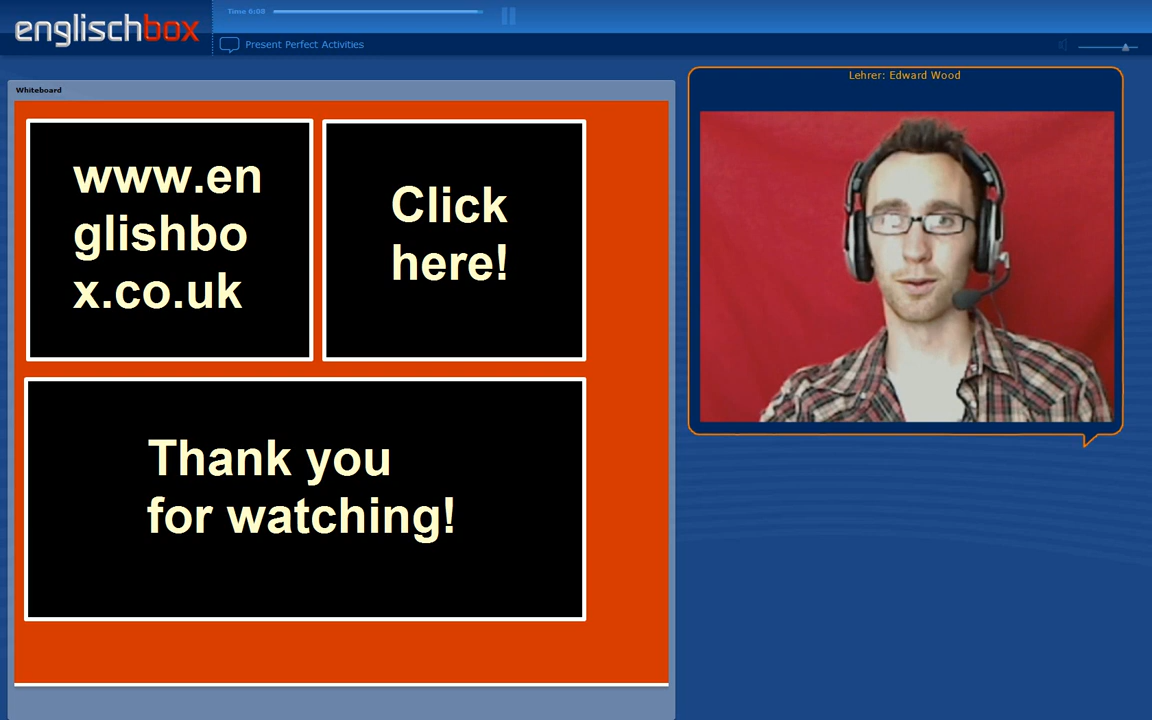 englischbox
Time 6:09
Present Perfect Activities
Whiteboard
www.en
glishbo
x.co.uk
Click
here!
Thank you
for watching!
Lehrer: Edward Wood